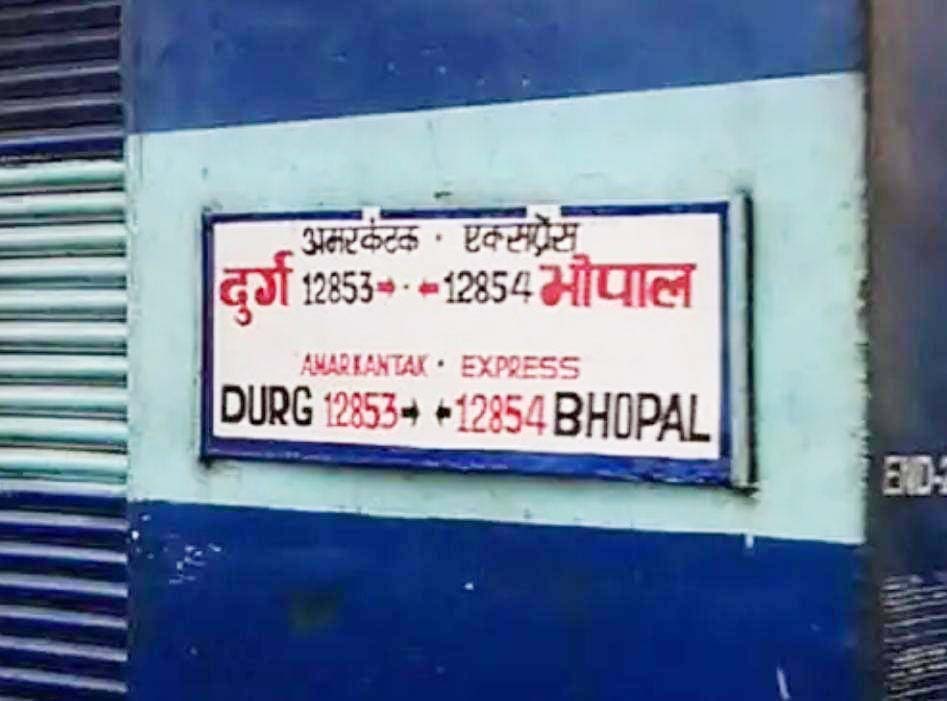 अमरकंटक · एक्सप्रेस
दुर्ग 12853→ · ←12854 भोपाल
AMARKANTAK · EXPRESS
DURG 12853→ ←12854 BHOPAL